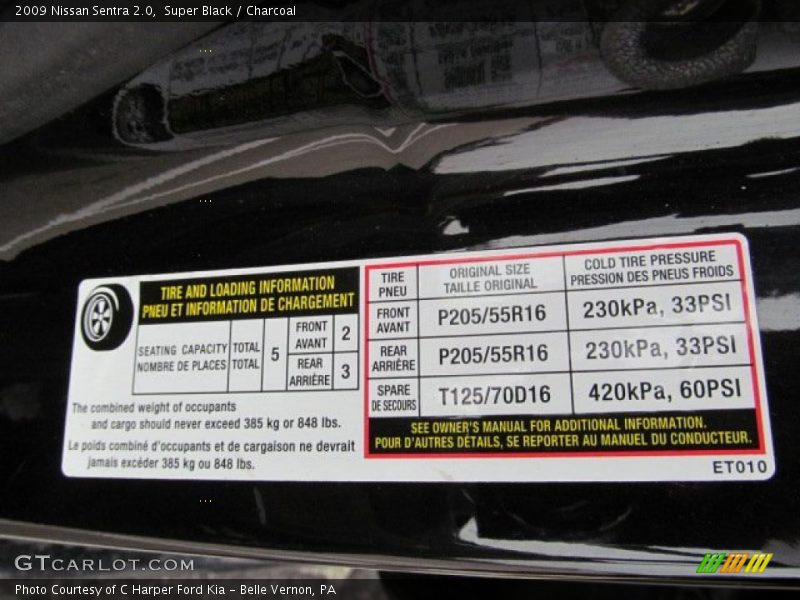 2009 Nissan Sentra 2.0, Super Black / Charcoal
TIRE AND LOADING INFORMATION
PNEU ET INFORMATION DE CHARGEMENT
SEATING CAPACITY
NOMBRE DE PLACES
TOTAL
TOTAL
5
FRONT
AVANT
2
REAR
ARRIÈRE
3
The combined weight of occupants
and cargo should never exceed 385 kg or 848 lbs.
Le poids combiné d'occupants et de cargaison ne devrait
jamais excéder 385 kg ou 848 lbs.
TIRE
PNEU
ORIGINAL SIZE
TAILLE ORIGINAL
COLD TIRE PRESSURE
PRESSION DES PNEUS FROIDS
FRONT
AVANT
P205/55R16
230kPa, 33PSI
REAR
ARRIÈRE
P205/55R16
230kPa, 33PSI
SPARE
DE SECOURS
T125/70D16
420kPa, 60PSI
SEE OWNER'S MANUAL FOR ADDITIONAL INFORMATION.
POUR D'AUTRES DÉTAILS, SE REPORTER AU MANUEL DU CONDUCTEUR.
ET010
GTCARLOT.COM
Photo Courtesy of C Harper Ford Kia - Belle Vernon, PA